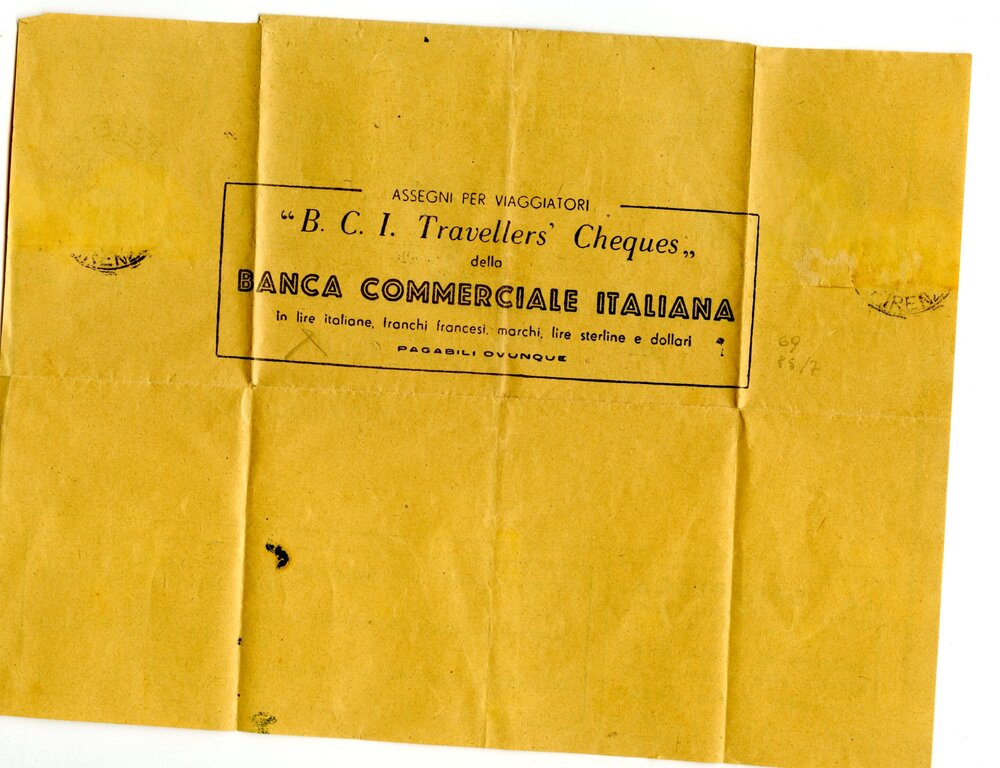 ASSEGNI PER VIAGGIATORI
“B. C. I. Travellers' Cheques„
della
BANCA COMMERCIALE ITALIANA
In lire italiane, franchi francesi, marchi, lire sterline e dollari
PAGABILI OVUNQUE
69